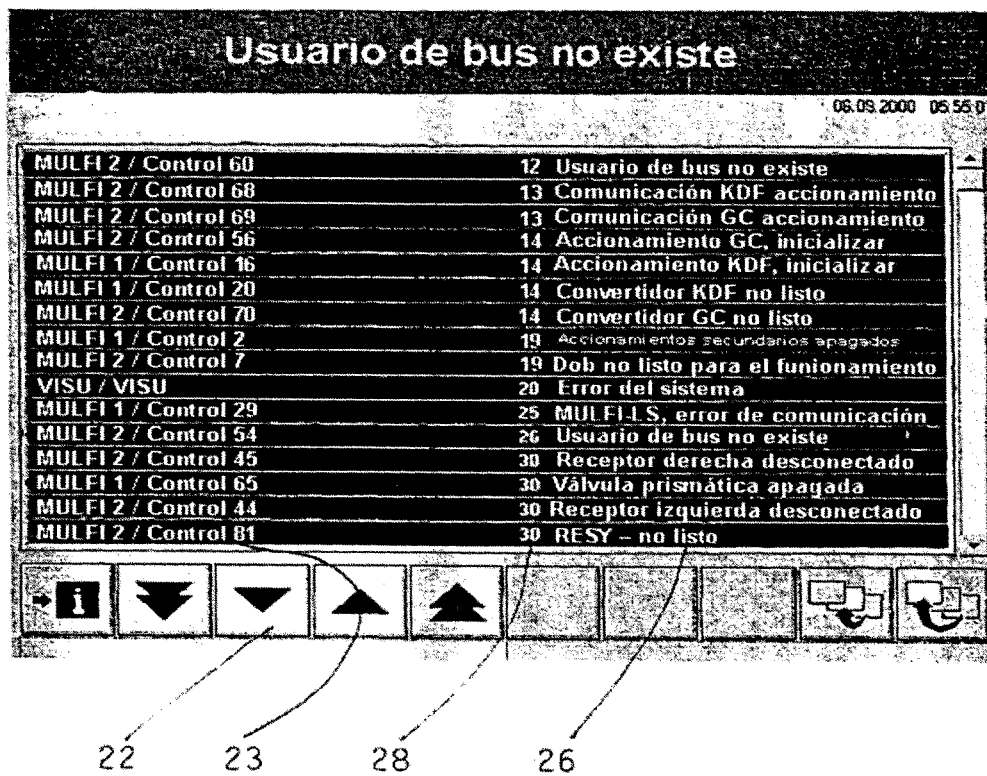 Usuario de bus no existe
06.09.2000 05:55:0
MULFI 2 / Control 60 12 Usuario de bus no existe
MULFI 2 / Control 68 13 Comunicación KDF accionamiento
MULFI 2 / Control 69 13 Comunicación GC accionamiento
MULFI 2 / Control 56 14 Accionamiento GC, inicializar
MULFI 1 / Control 16 14 Accionamiento KDF, inicializar
MULFI 1 / Control 20 14 Convertidor KDF no listo
MULFI 2 / Control 70 14 Convertidor GC no listo
MULFI 1 / Control 2 19 Accionamientos secundarios apagados
MULFI 2 / Control 7 19 Dob no listo para el funionamiento
VISU / VISU 20 Error del sistema
MULFI 1 / Control 29 25 MULFI-LS, error de comunicación
MULFI 2 / Control 54 26 Usuario de bus no existe
MULFI 2 / Control 45 30 Receptor derecha desconectado
MULFI 1 / Control 65 30 Válvula prismática apagada
MULFI 2 / Control 44 30 Receptor izquierda desconectado
MULFI 2 / Control 81 30 RESY – no listo
i
22 23 28 26